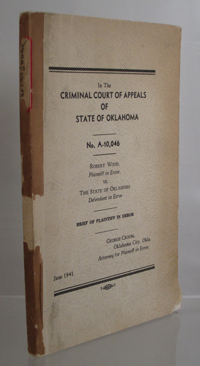 In The
CRIMINAL COURT OF APPEALS
OF
STATE OF OKLAHOMA
No. A-10,046
ROBERT WOOD,
Plaintiff in Error,
vs.
THE STATE OF OKLAHOMA
Defendant in Error
BRIEF OF PLAINTIFF IN ERROR
GEORGE CROOM,
Oklahoma City, Okla.
Attorney for Plaintiff in Error.
June 1941